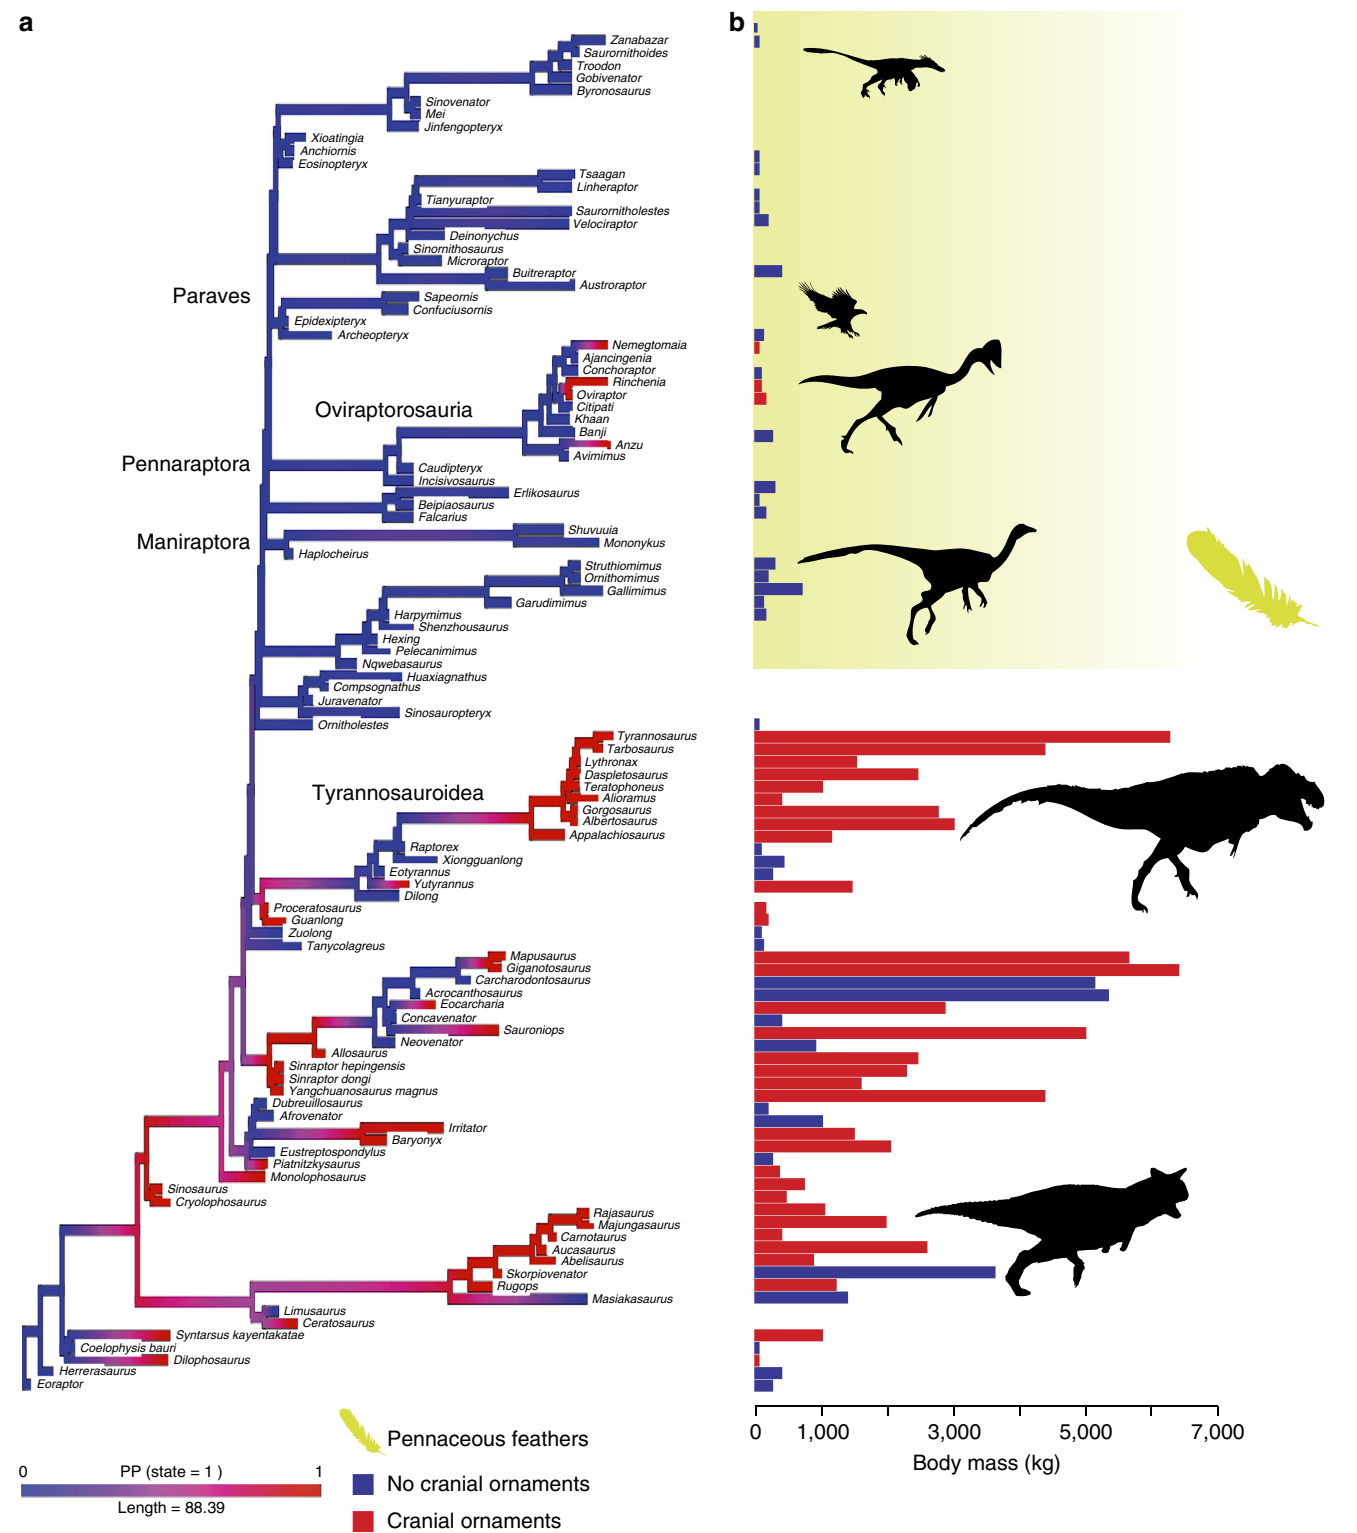 a
b
Zanabazar
Saurornithoides
Troodon
Gobivenator
Byronosaurus
Sinovenator
Mei
Jinfengopteryx
Xioatingia
Anchiornis
Eosinopteryx
Tsaagan
Linheraptor
Tianyuraptor
Saurornitholestes
Velociraptor
Deinonychus
Sinornithosaurus
Microraptor
Buitreraptor
Austroraptor
Paraves
Sapeornis
Confuciusornis
Epidexipteryx
Archeopteryx
Nemegtomaia
Ajancingenia
Conchoraptor
Rinchenia
Oviraptor
Citipati
Oviraptorosauria
Khaan
Banji
Anzu
Avimimus
Pennaraptora
Caudipteryx
Incisivosaurus
Erlikosaurus
Beipiaosaurus
Falcarius
Shuvuuia
Maniraptora
Mononykus
Haplocheirus
Struthiomimus
Ornithomimus
Gallimimus
Garudimimus
Harpymimus
Shenzhousaurus
Hexing
Pelecanimimus
Nqwebasaurus
Huaxiagnathus
Compsognathus
Juravenator
Sinosauropteryx
Ornitholestes
Tyrannosaurus
Tarbosaurus
Lythronax
Daspletosaurus
Teratophoneus
Tyrannosauroidea
Alioramus
Gorgosaurus
Albertosaurus
Appalachiosaurus
Raptorex
Xiongguanlong
Eotyrannus
Yutyrannus
Dilong
Proceratosaurus
Guanlong
Zuolong
Tanycolagreus
Mapusaurus
Giganotosaurus
Carcharodontosaurus
Acrocanthosaurus
Eocarcharia
Concavenator
Sauroniops
Neovenator
Allosaurus
Sinraptor hepingensis
Sinraptor dongi
Yangchuanosaurus magnus
Dubreuillosaurus
Afrovenator
Irritator
Baryonyx
Eustreptospondylus
Piatnitzkysaurus
Monolophosaurus
Sinosaurus
Cryolophosaurus
Rajasaurus
Majungasaurus
Carnotaurus
Aucasaurus
Abelisaurus
Skorpiovenator
Rugops
Masiakasaurus
Limusaurus
Ceratosaurus
Syntarsus kayentakatae
Coelophysis bauri
Dilophosaurus
Herrerasaurus
Eoraptor
0 1,000 3,000 5,000 7,000
Body mass (kg)
Pennaceous feathers
0 PP (state = 1 ) 1
Length = 88.39
No cranial ornaments
Cranial ornaments